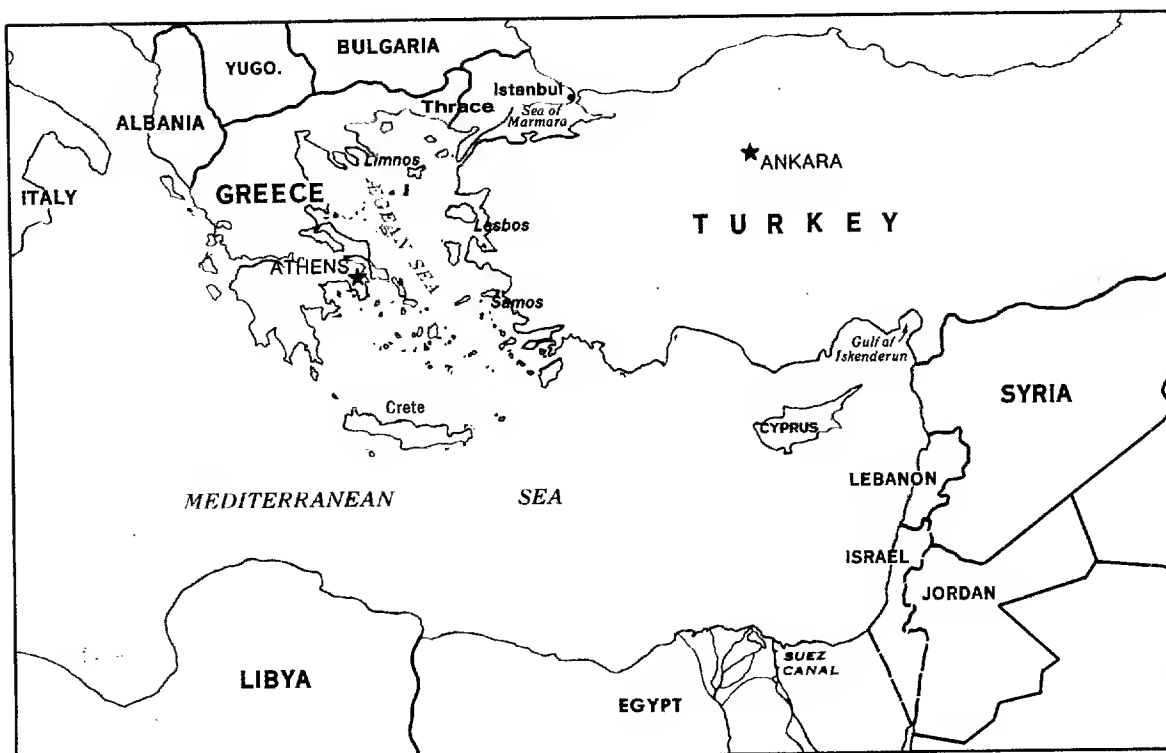 BULGARIA
YUGO.
Istanbul
Thrace
Sea of
Marmara
ALBANIA
ANKARA
Limnos
ITALY
GREECE
ÆGEAN SEA
Lesbos
TURKEY
ATHENS
Samos
Gulf of
Iskenderun
SYRIA
Crete
CYPRUS
LEBANON
MEDITERRANEAN SEA
ISRAEL
JORDAN
SUEZ
CANAL
LIBYA
EGYPT